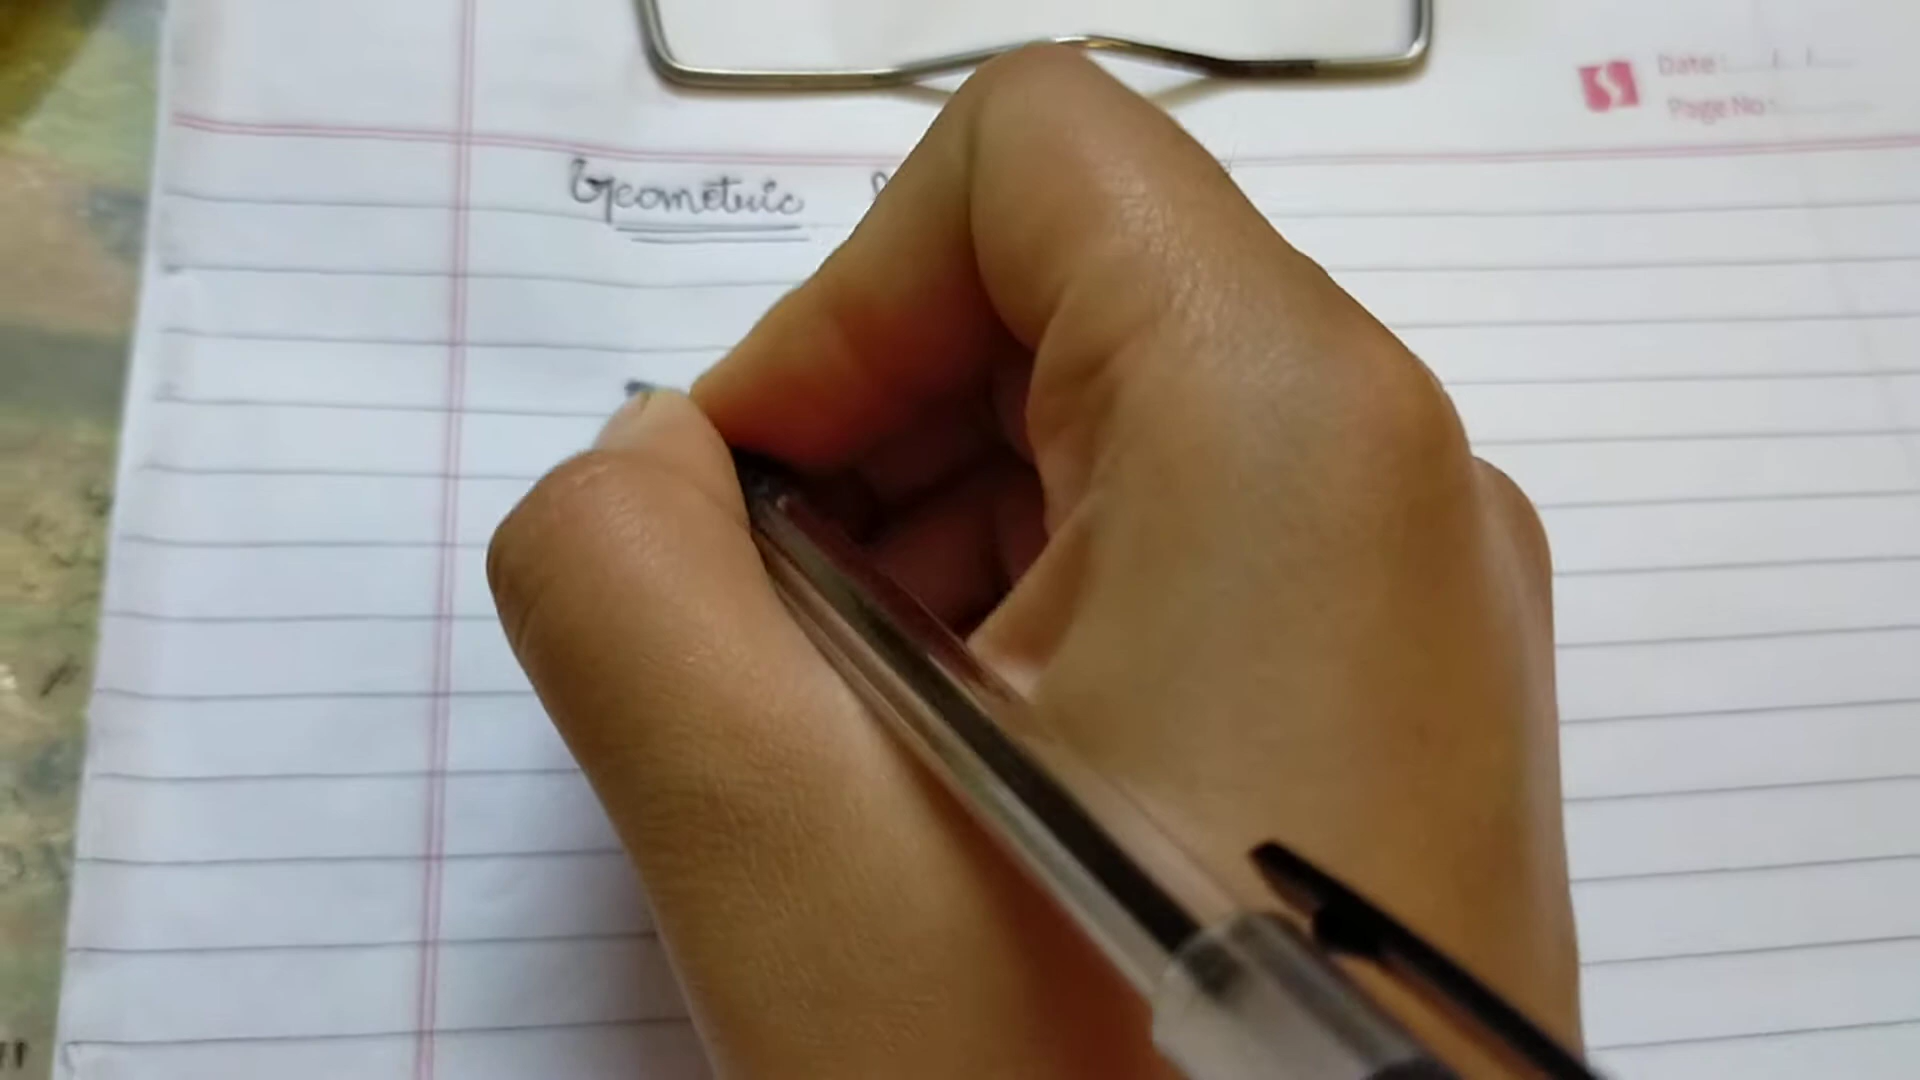 Date :
Page No :
Geometric